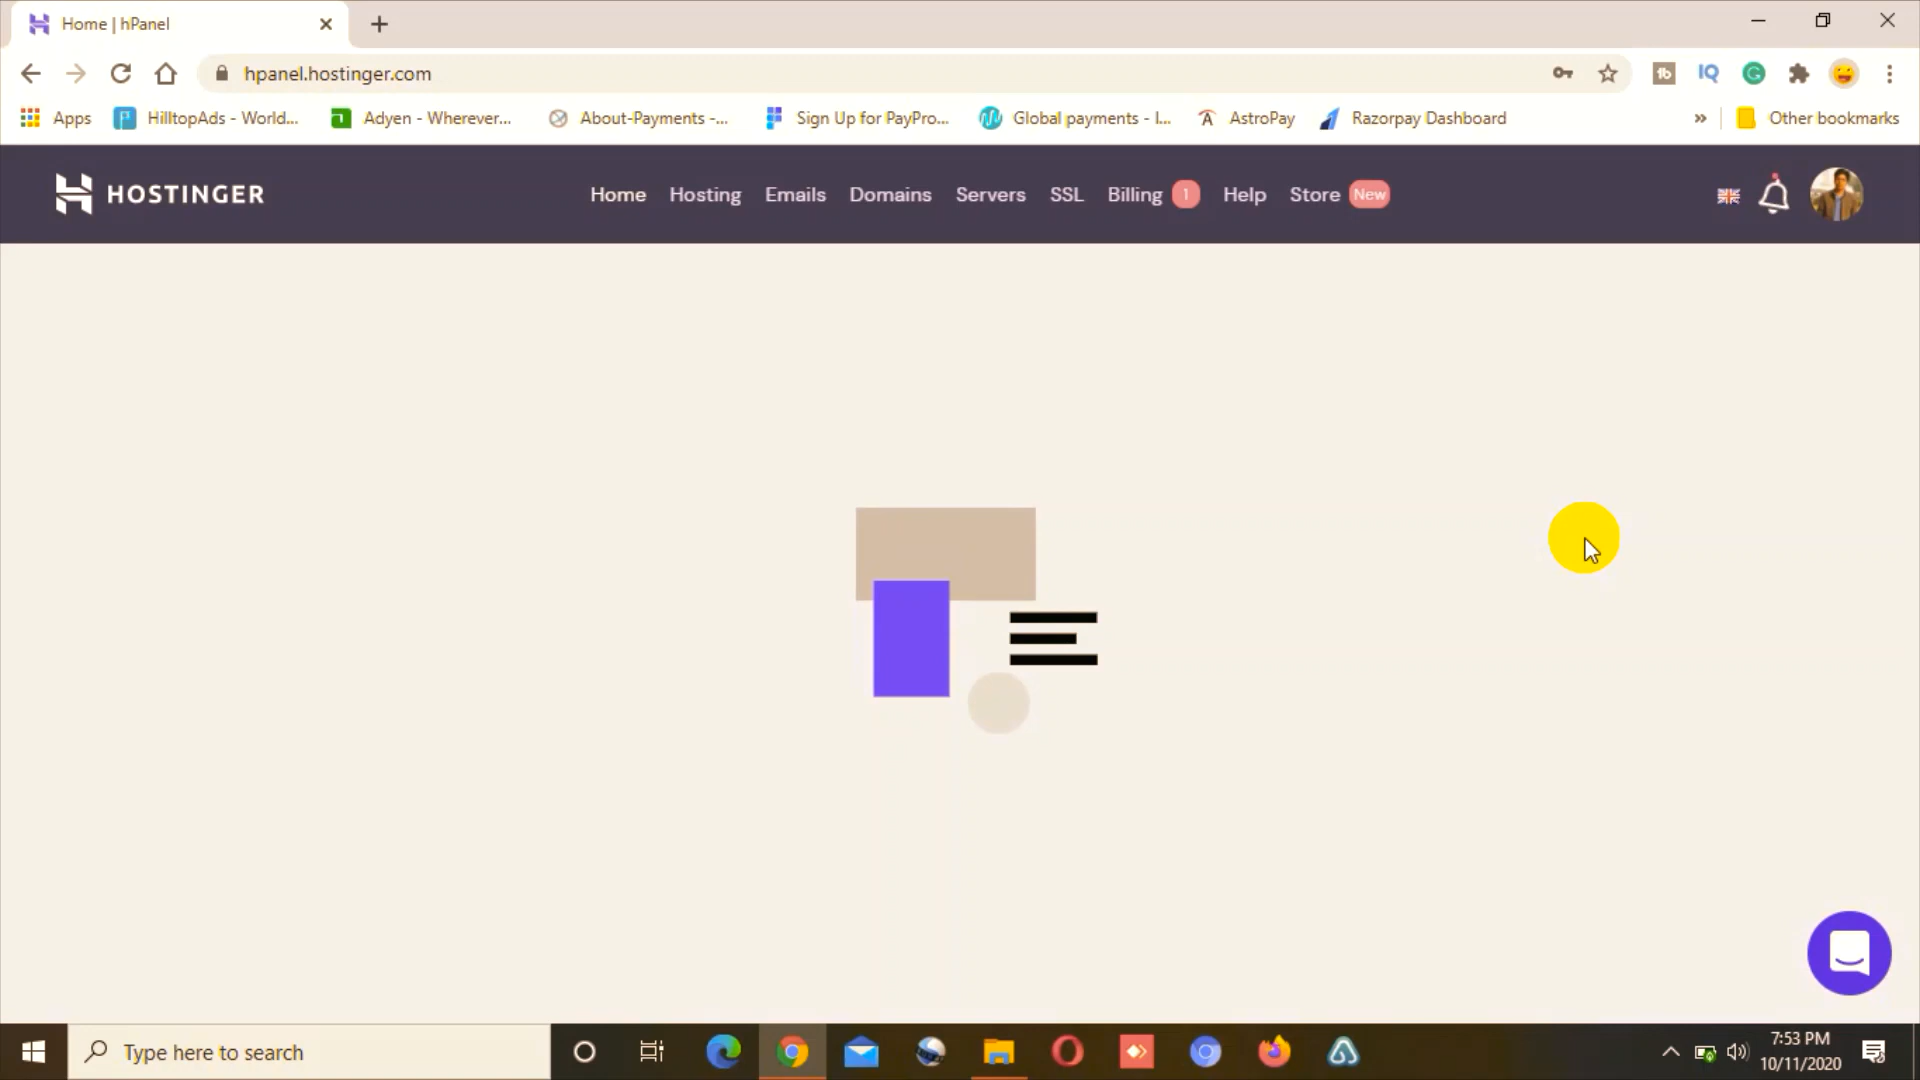 Home | hPanel
hpanel.hostinger.com
Apps HilltopAds - World... Adyen - Wherever... About-Payments -... Sign Up for PayPro... Global payments - I... AstroPay Razorpay Dashboard » Other bookmarks
HOSTINGER Home Hosting Emails Domains Servers SSL Billing 1 Help Store New
Type here to search
7:53 PM
10/11/2020